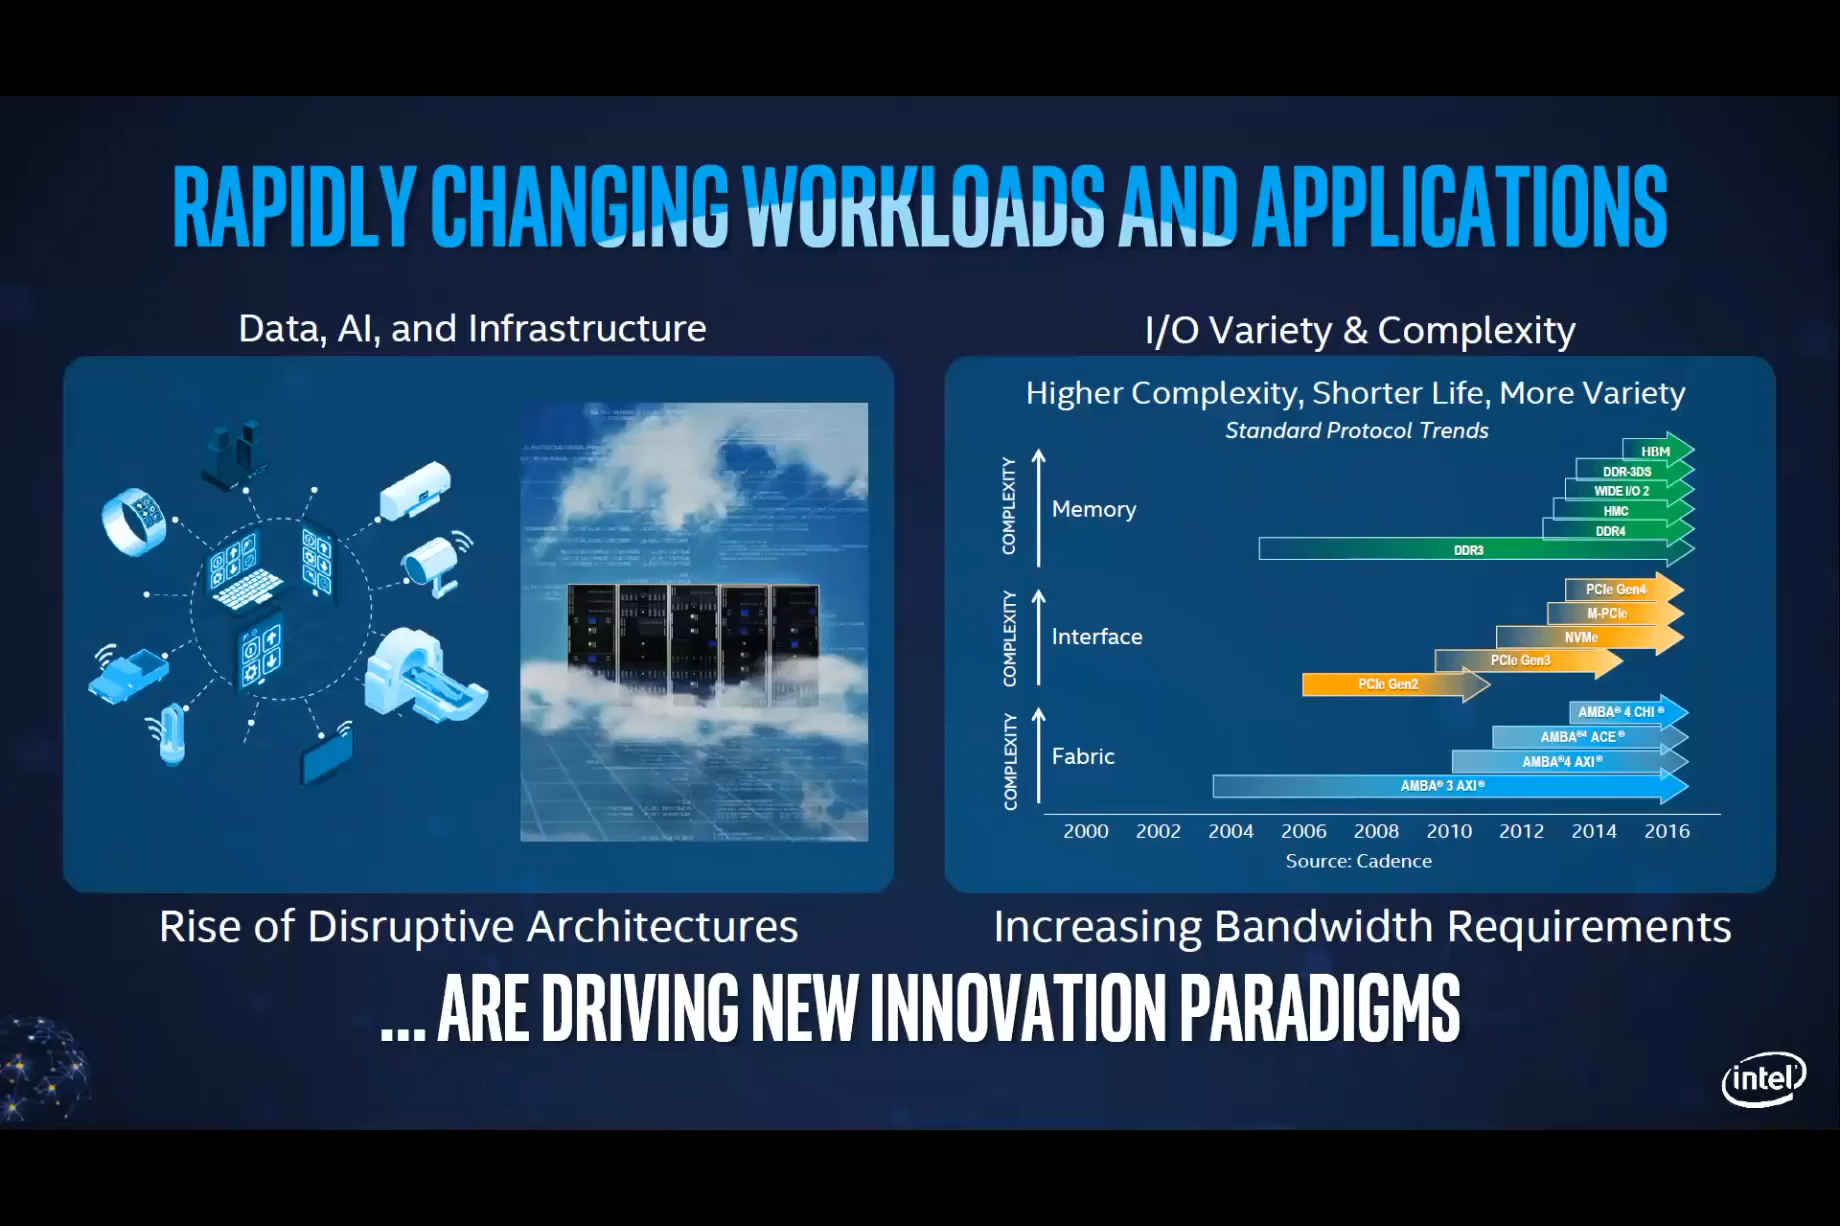 RAPIDLY CHANGING WORKLOADS AND APPLICATIONS
Data, AI, and Infrastructure
Rise of Disruptive Architectures
I/O Variety & Complexity
Higher Complexity, Shorter Life, More Variety
Standard Protocol Trends
COMPLEXITY
Memory
HBM
DDR-3DS
WIDE I/O 2
HMC
DDR4
DDR3
COMPLEXITY
Interface
PCIe Gen4
M-PCIe
NVMe
PCIe Gen3
PCIe Gen2
COMPLEXITY
Fabric
AMBA® 4 CHI ®
AMBA®4 ACE ®
AMBA®4 AXI ®
AMBA® 3 AXI ®
2000 2002 2004 2006 2008 2010 2012 2014 2016
Source: Cadence
Increasing Bandwidth Requirements
... ARE DRIVING NEW INNOVATION PARADIGMS
intel